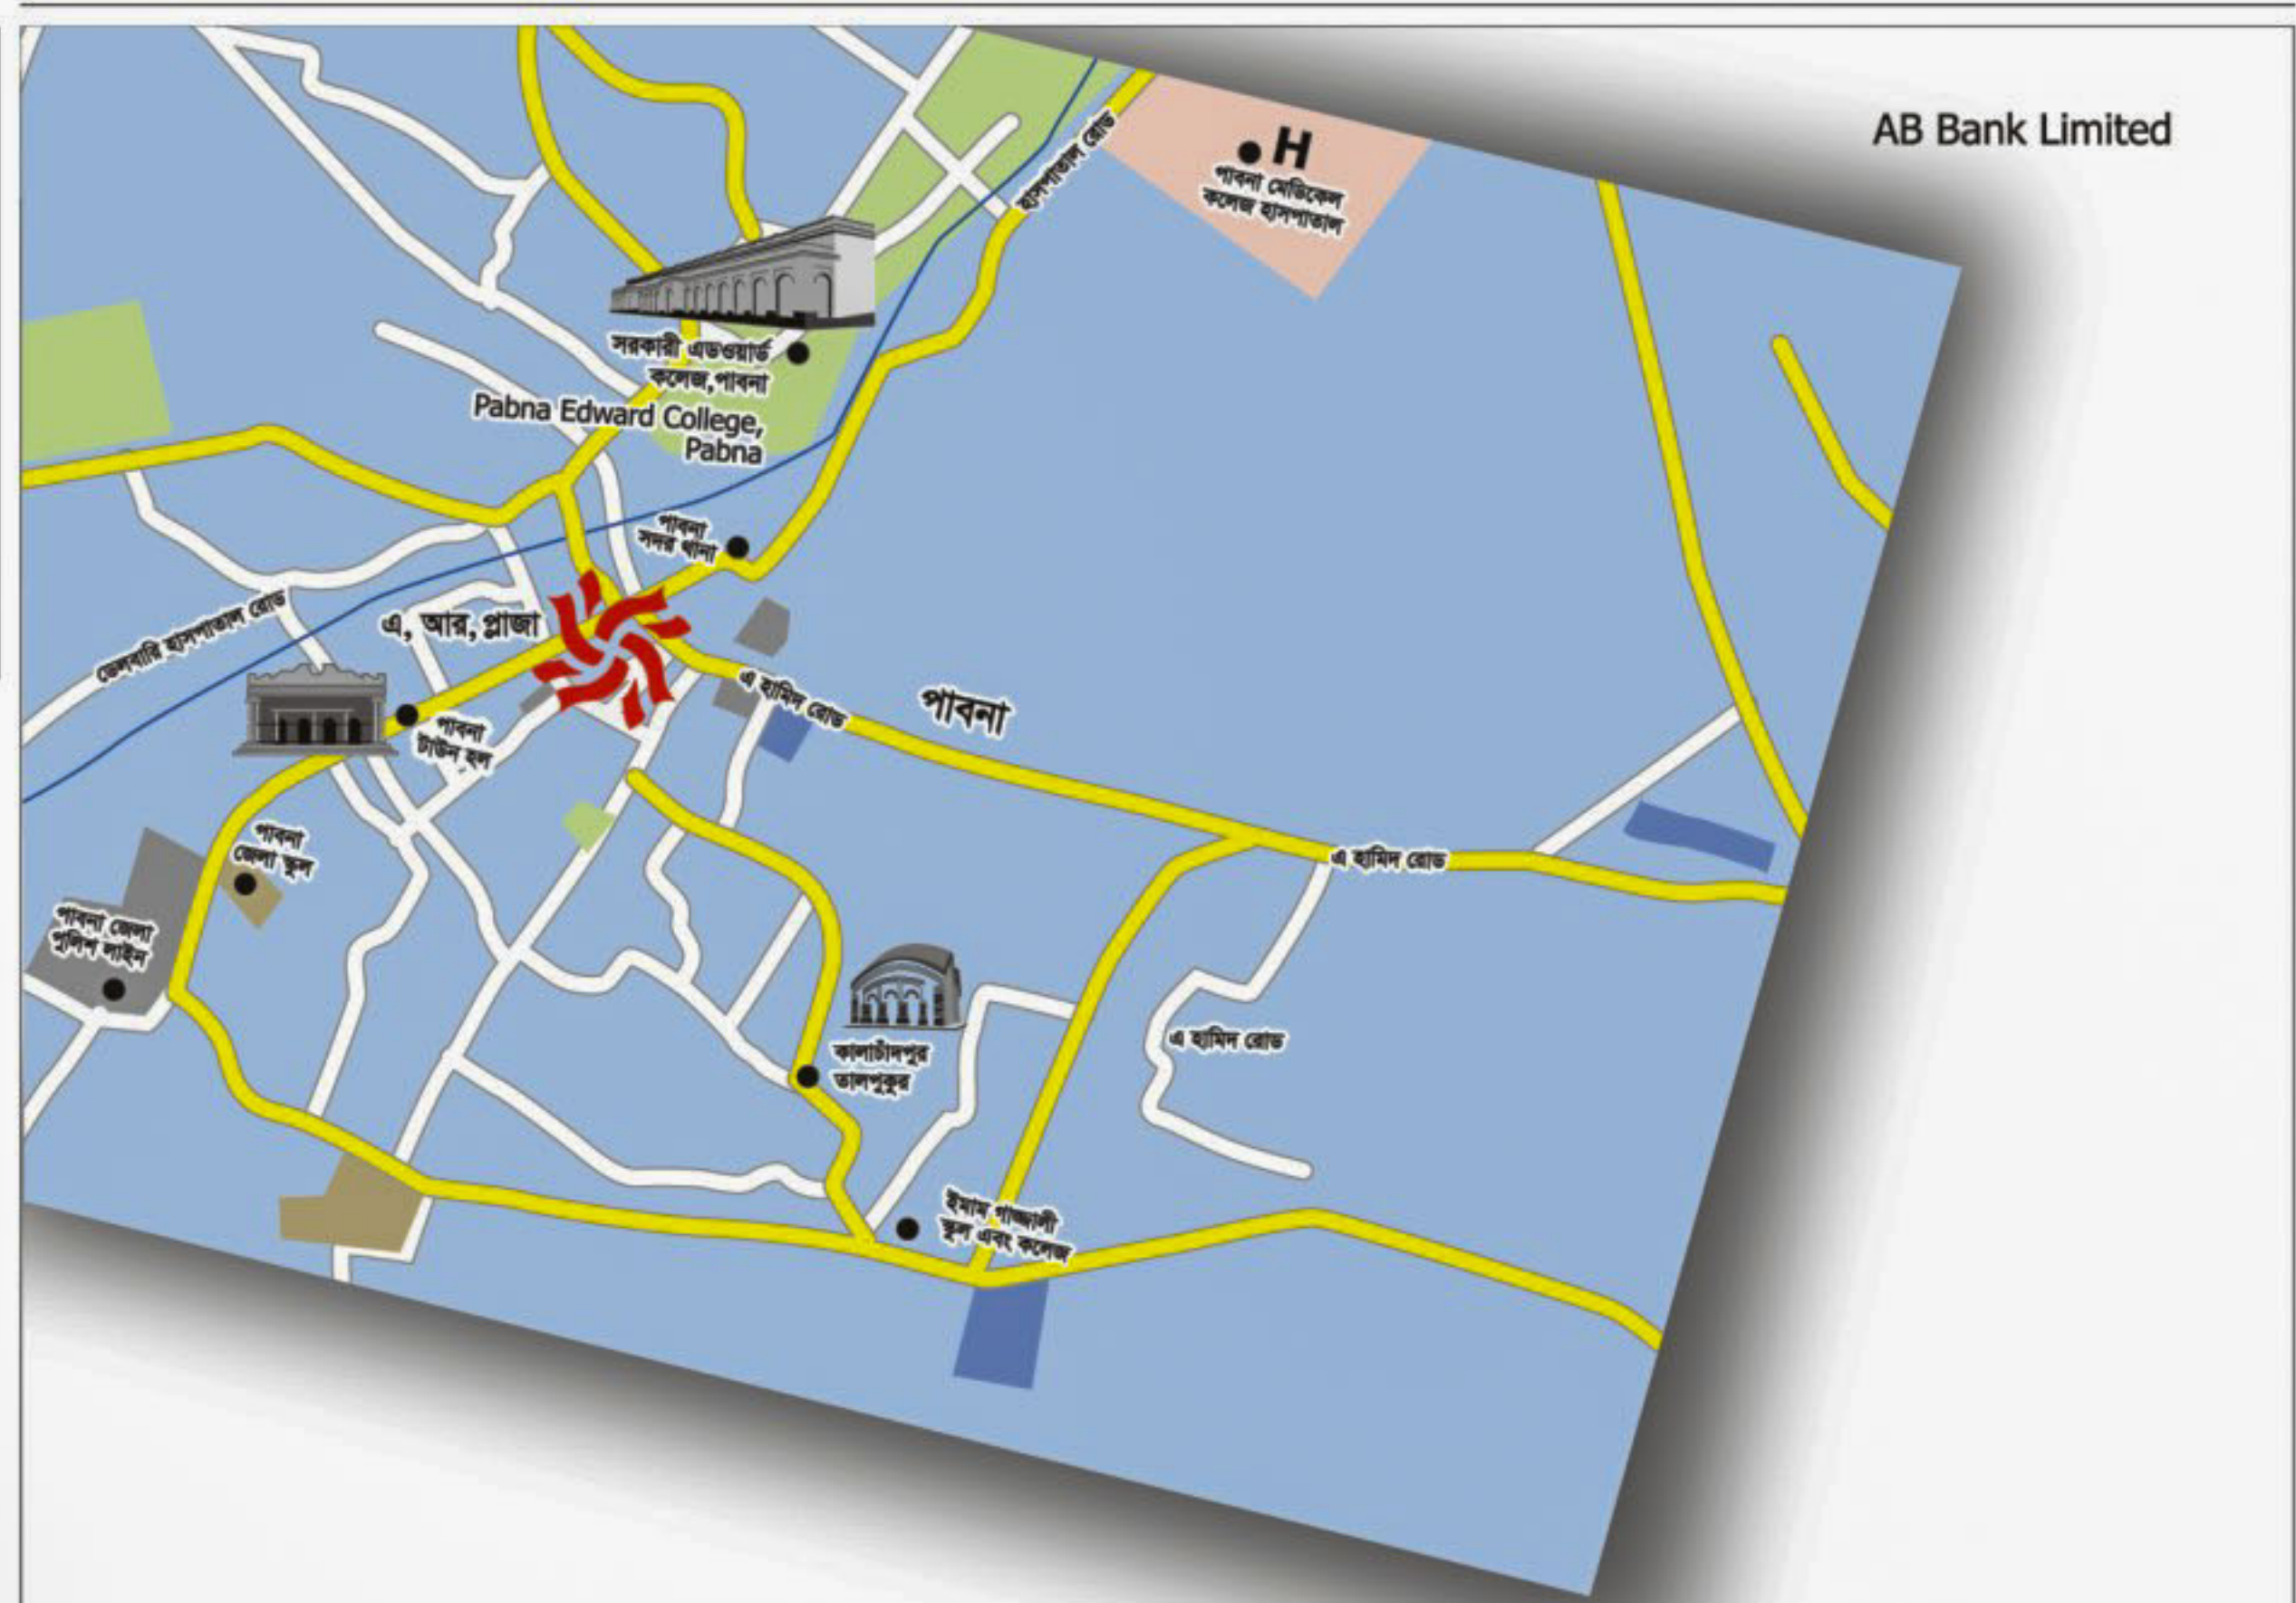 AB Bank Limited
হাসপাতাল রোড
H
পাবনা মেডিকেল
কলেজ হাসপাতাল
সরকারী এডওয়ার্ড
কলেজ,পাবনা
Pabna Edward College,
Pabna
পাবনা
সদর থানা
এ, আর, প্লাজা
হাসপাতাল রোড
এ হামিদ রোড
পাবনা
পাবনা
টাউন হল
পাবনা
জেলা স্কুল
এ হামিদ রোড
পাবনা জেলা
পুলিশ লাইন
এ হামিদ রোড
কালাচাঁদপুর
তালপুকুর
ইমাম গাজ্জালী
স্কুল এবং কলেজ